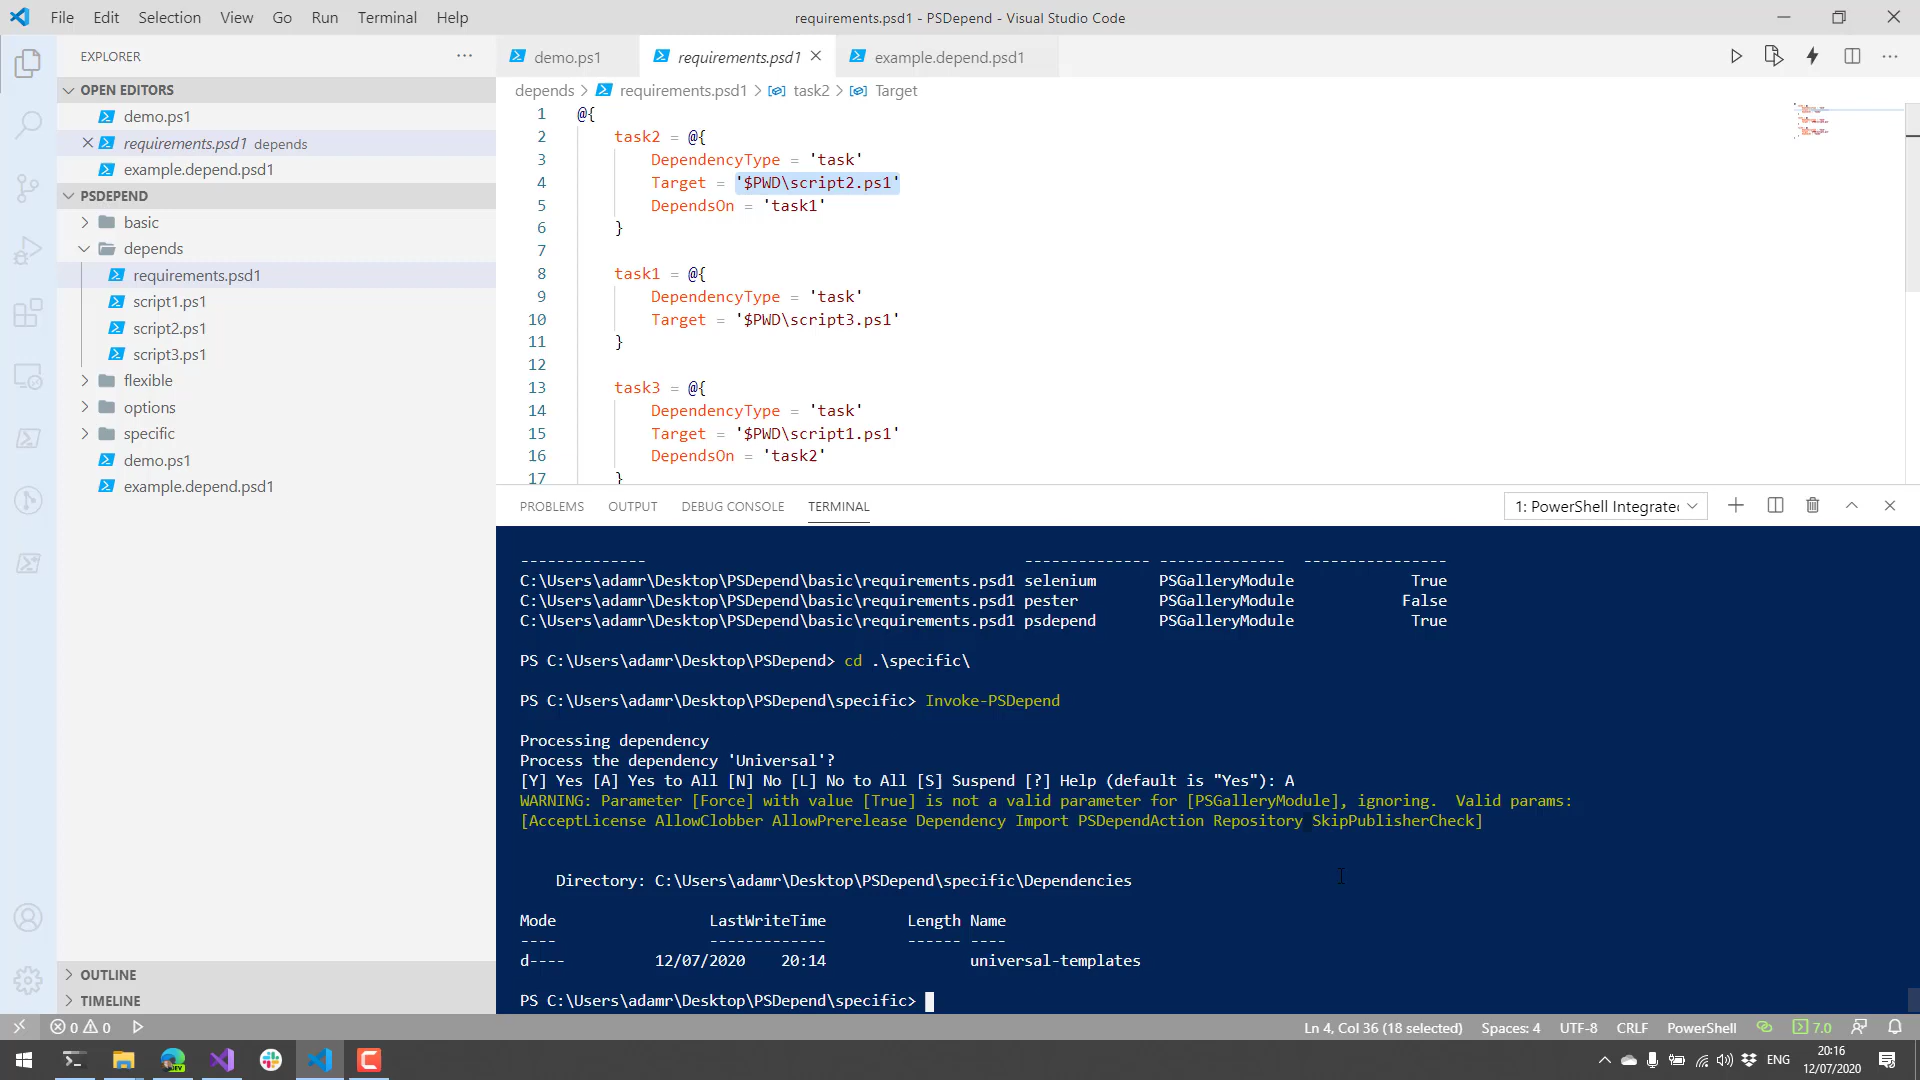 File Edit Selection View Go Run Terminal Help
requirements.psd1 - PSDepend - Visual Studio Code
EXPLORER
OPEN EDITORS
demo.ps1
requirements.psd1 depends
example.depend.psd1
PSDEPEND
basic
depends
requirements.psd1
script1.ps1
script2.ps1
script3.ps1
flexible
options
specific
demo.ps1
example.depend.psd1
OUTLINE
TIMELINE
demo.ps1
requirements.psd1
example.depend.psd1
depends > requirements.psd1 > task2 > Target
1 @{
2 task2 = @{
3 DependencyType = 'task'
4 Target = '$PWD\script2.ps1'
5 DependsOn = 'task1'
6 }
7
8 task1 = @{
9 DependencyType = 'task'
10 Target = '$PWD\script3.ps1'
11 }
12
13 task3 = @{
14 DependencyType = 'task'
15 Target = '$PWD\script1.ps1'
16 DependsOn = 'task2'
17 }
PROBLEMS OUTPUT DEBUG CONSOLE TERMINAL
1: PowerShell Integrated
-------------- -------------- -------------- ----------------
C:\Users\adamr\Desktop\PSDepend\basic\requirements.psd1 selenium PSGalleryModule True
C:\Users\adamr\Desktop\PSDepend\basic\requirements.psd1 pester PSGalleryModule False
C:\Users\adamr\Desktop\PSDepend\basic\requirements.psd1 psdepend PSGalleryModule True
PS C:\Users\adamr\Desktop\PSDepend> cd .\specific\
PS C:\Users\adamr\Desktop\PSDepend\specific> Invoke-PSDepend
Processing dependency
Process the dependency 'Universal'?
[Y] Yes [A] Yes to All [N] No [L] No to All [S] Suspend [?] Help (default is "Yes"): A
WARNING: Parameter [Force] with value [True] is not a valid parameter for [PSGalleryModule], ignoring. Valid params:
[AcceptLicense AllowClobber AllowPrerelease Dependency Import PSDependAction Repository SkipPublisherCheck]
Directory: C:\Users\adamr\Desktop\PSDepend\specific\Dependencies
Mode LastWriteTime Length Name
---- ------------- ------ ----
d---- 12/07/2020 20:14 universal-templates
PS C:\Users\adamr\Desktop\PSDepend\specific>
0 0
Ln 4, Col 36 (18 selected) Spaces: 4 UTF-8 CRLF PowerShell 7.0
ENG
20:16
12/07/2020